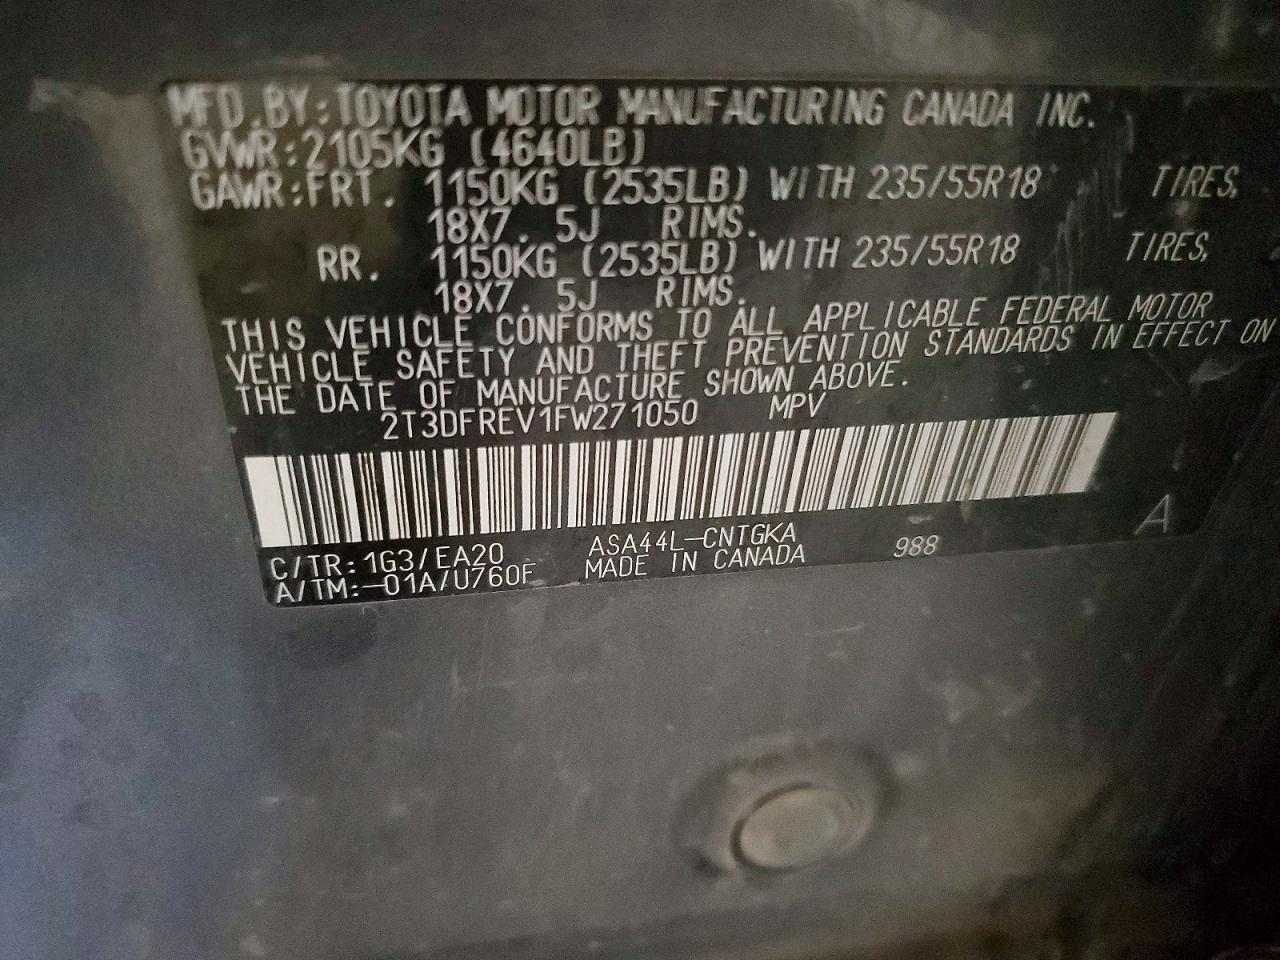 MFD.BY:TOYOTA MOTOR MANUFACTURING CANADA INC.
GVWR:2105KG (4640LB)
GAWR:FRT. 1150KG (2535LB) WITH 235/55R18 TIRES,
18X7.5J RIMS.
RR. 1150KG (2535LB) WITH 235/55R18 TIRES,
18X7.5J RIMS.
THIS VEHICLE CONFORMS TO ALL APPLICABLE FEDERAL MOTOR
VEHICLE SAFETY AND THEFT PREVENTION STANDARDS IN EFFECT ON
THE DATE OF MANUFACTURE SHOWN ABOVE.
2T3DFREV1FW271050 MPV
A
C/TR:1G3/EA20 ASA44L-CNTGKA 988
A/TM:-01A/U760F MADE IN CANADA